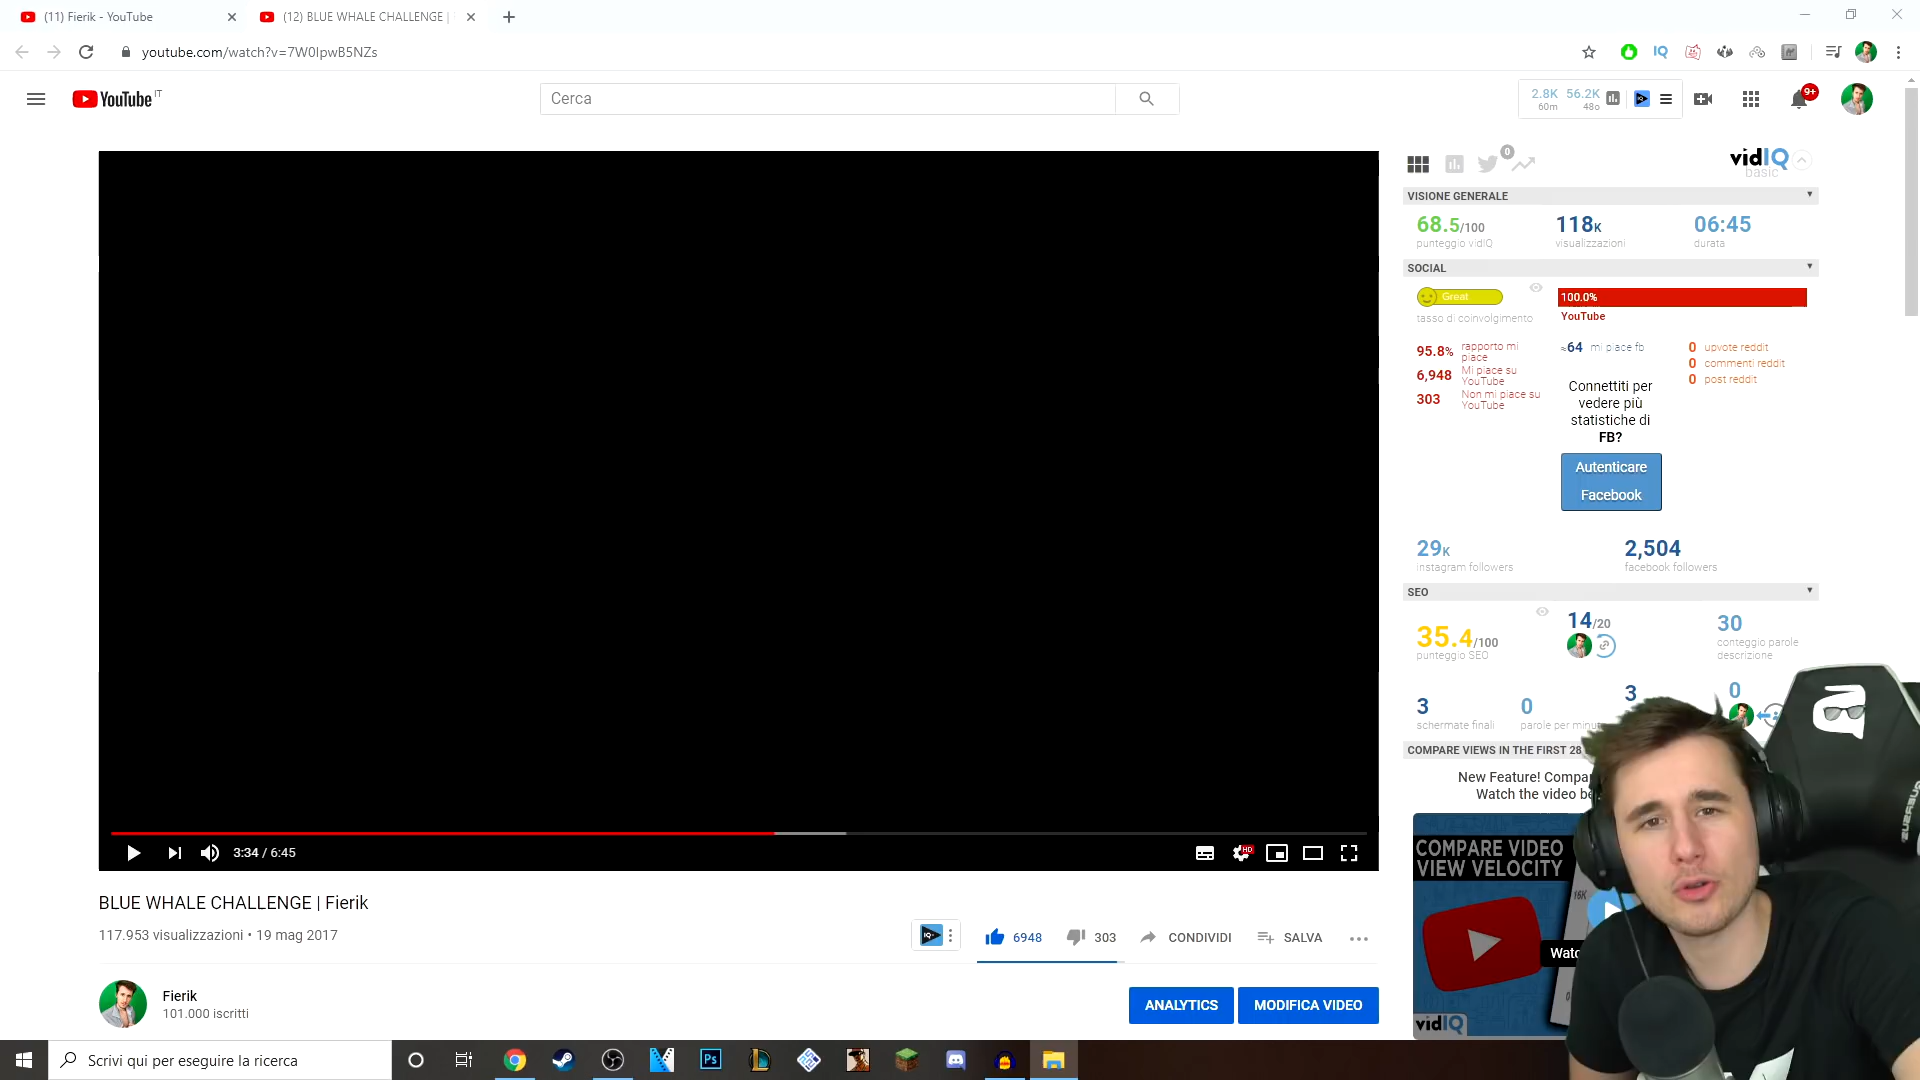 (11) Fierik - YouTube
(12) BLUE WHALE CHALLENGE |
youtube.com/watch?v=7W0lpwB5NZs
YouTube IT
Cerca
2.8K 56.2K
60m 48o
9+
0
vidIQ
basic
VISIONE GENERALE
68.5/100 118K 06:45
punteggio vidIQ visualizzazioni durata
SOCIAL
Great
100.0%
tasso di coinvolgimento
YouTube
95.8% rapporto mi piace
6,948 Mi piace su YouTube
303 Non mi piace su YouTube
≈64 mi piace fb
0 upvote reddit
0 commenti reddit
0 post reddit
Connettiti per
vedere più
statistiche di
FB?
Autenticare
Facebook
29K 2,504
instagram followers facebook followers
SEO
35.4/100
punteggio SEO
14/20
30
conteggio parole
descrizione
3
schermate finali
0
parole per
3
0
COMPARE VIEWS IN THE FIRST 28
New Feature!
Watch the video
COMPARE VIDEO
VIEW VELOCITY
vidIQ
3:34 / 6:45
HD
BLUE WHALE CHALLENGE | Fierik
117.953 visualizzazioni • 19 mag 2017
IQ
6948 303 CONDIVIDI SALVA
Fierik
101.000 iscritti
ANALYTICS MODIFICA VIDEO
Scrivi qui per eseguire la ricerca
Ps